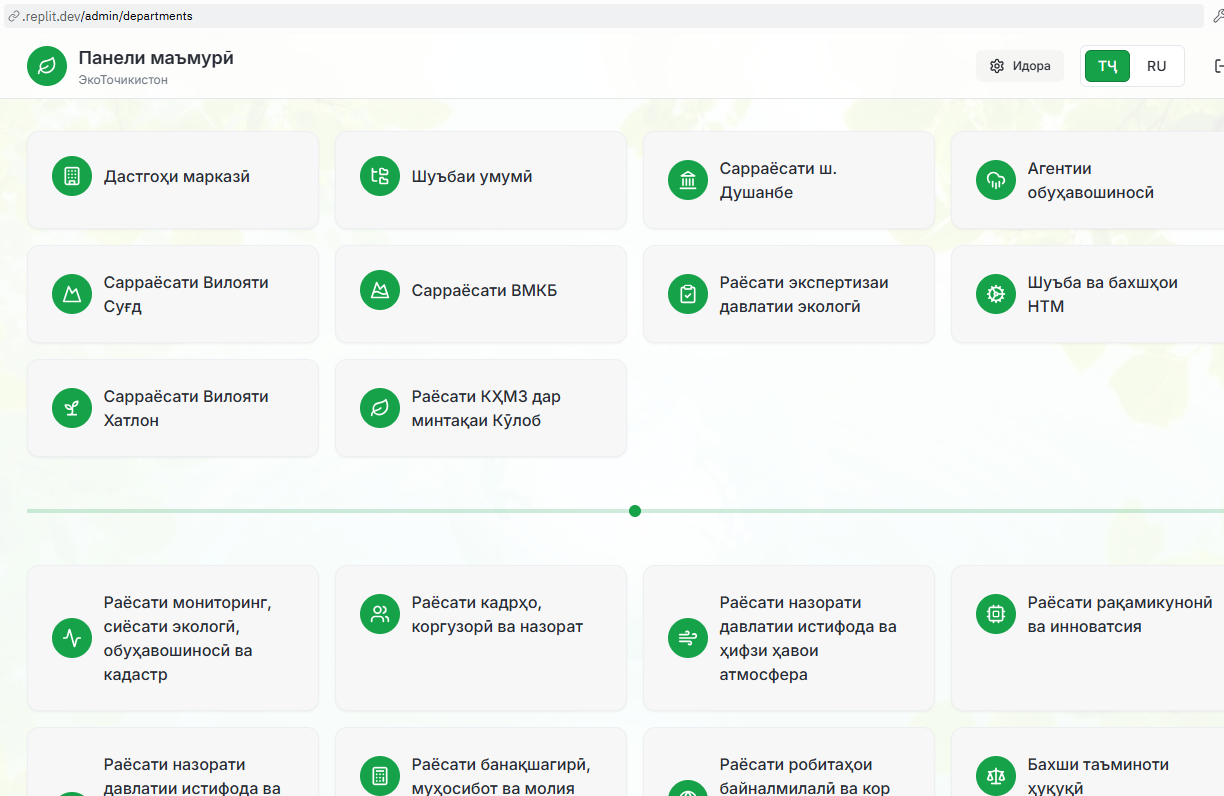 .replit.dev/admin/departments
Панели маъмурӣ
ЭкоТоҷикистон
Идора
ТҶ
RU
Дастгоҳи марказӣ
Шуъбаи умумӣ
Сарраёсати ш.
Душанбе
Агентии
обуҳавошиносӣ
Сарраёсати Вилояти
Суғд
Сарраёсати ВМКБ
Раёсати экспертизаи
давлатии экологӣ
Шуъба ва бахшҳои
НТМ
Сарраёсати Вилояти
Хатлон
Раёсати КҲМЗ дар
минтақаи Кӯлоб
Раёсати мониторинг,
сиёсати экологӣ,
обуҳавошиносӣ ва
кадастр
Раёсати кадрҳо,
коргузорӣ ва назорат
Раёсати назорати
давлатии истифода ва
ҳифзи ҳавои
атмосфера
Раёсати рақамикунонӣ
ва инноватсия
Раёсати назорати
давлатии истифода ва
Раёсати банақшагирӣ,
муҳосибот ва молия
Раёсати робитаҳои
байналмилалӣ ва кор
Бахши таъминоти
ҳуқуқӣ